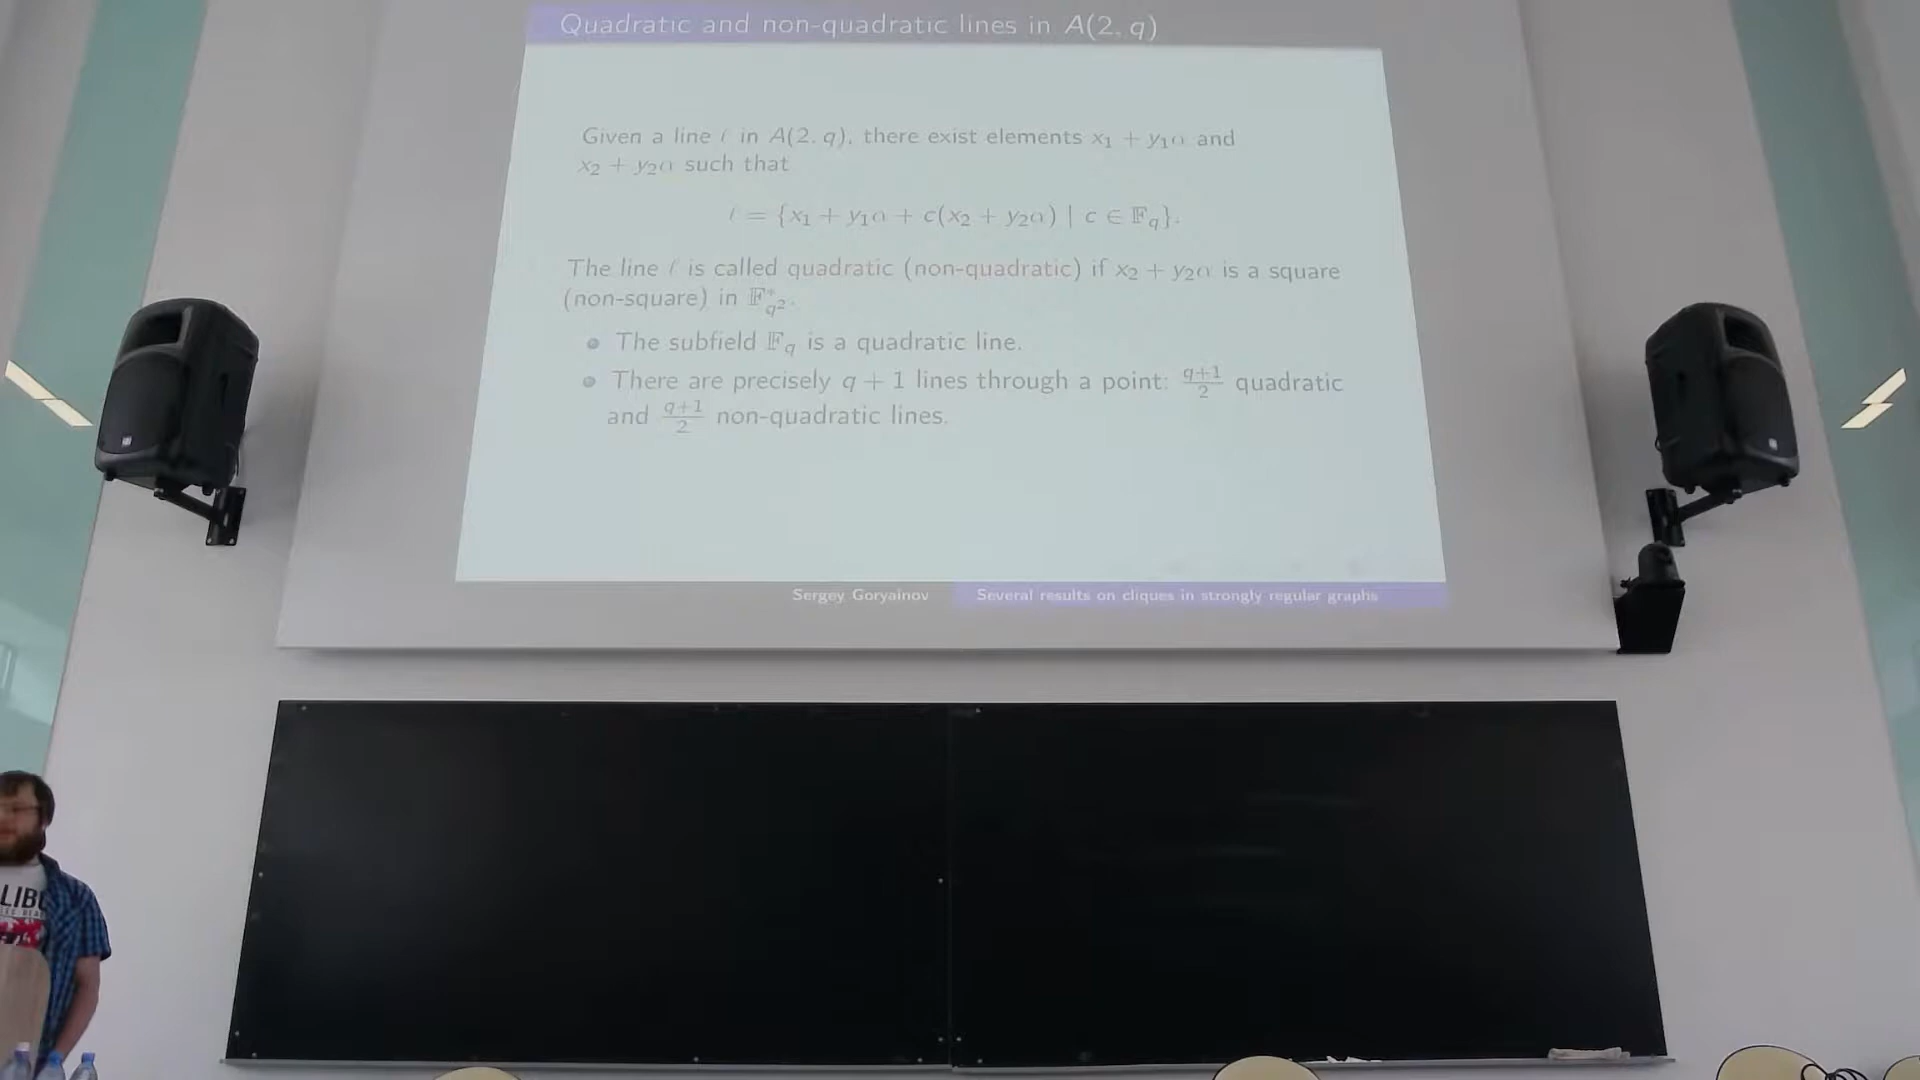 Quadratic and non-quadratic lines in A(2, q)
Given a line ℓ in A(2, q), there exist elements x₁ + y₁α and
x₂ + y₂α such that
ℓ = {x₁ + y₁α + c(x₂ + y₂α) | c ∈ 𝔽_q}.
The line ℓ is called quadratic (non-quadratic) if x₂ + y₂α is a square
(non-square) in 𝔽*_{q²}.
The subfield 𝔽_q is a quadratic line.
There are precisely q + 1 lines through a point: (q+1)/2 quadratic
and (q+1)/2 non-quadratic lines.
Sergey Goryainov Several results on cliques in strongly regular graphs